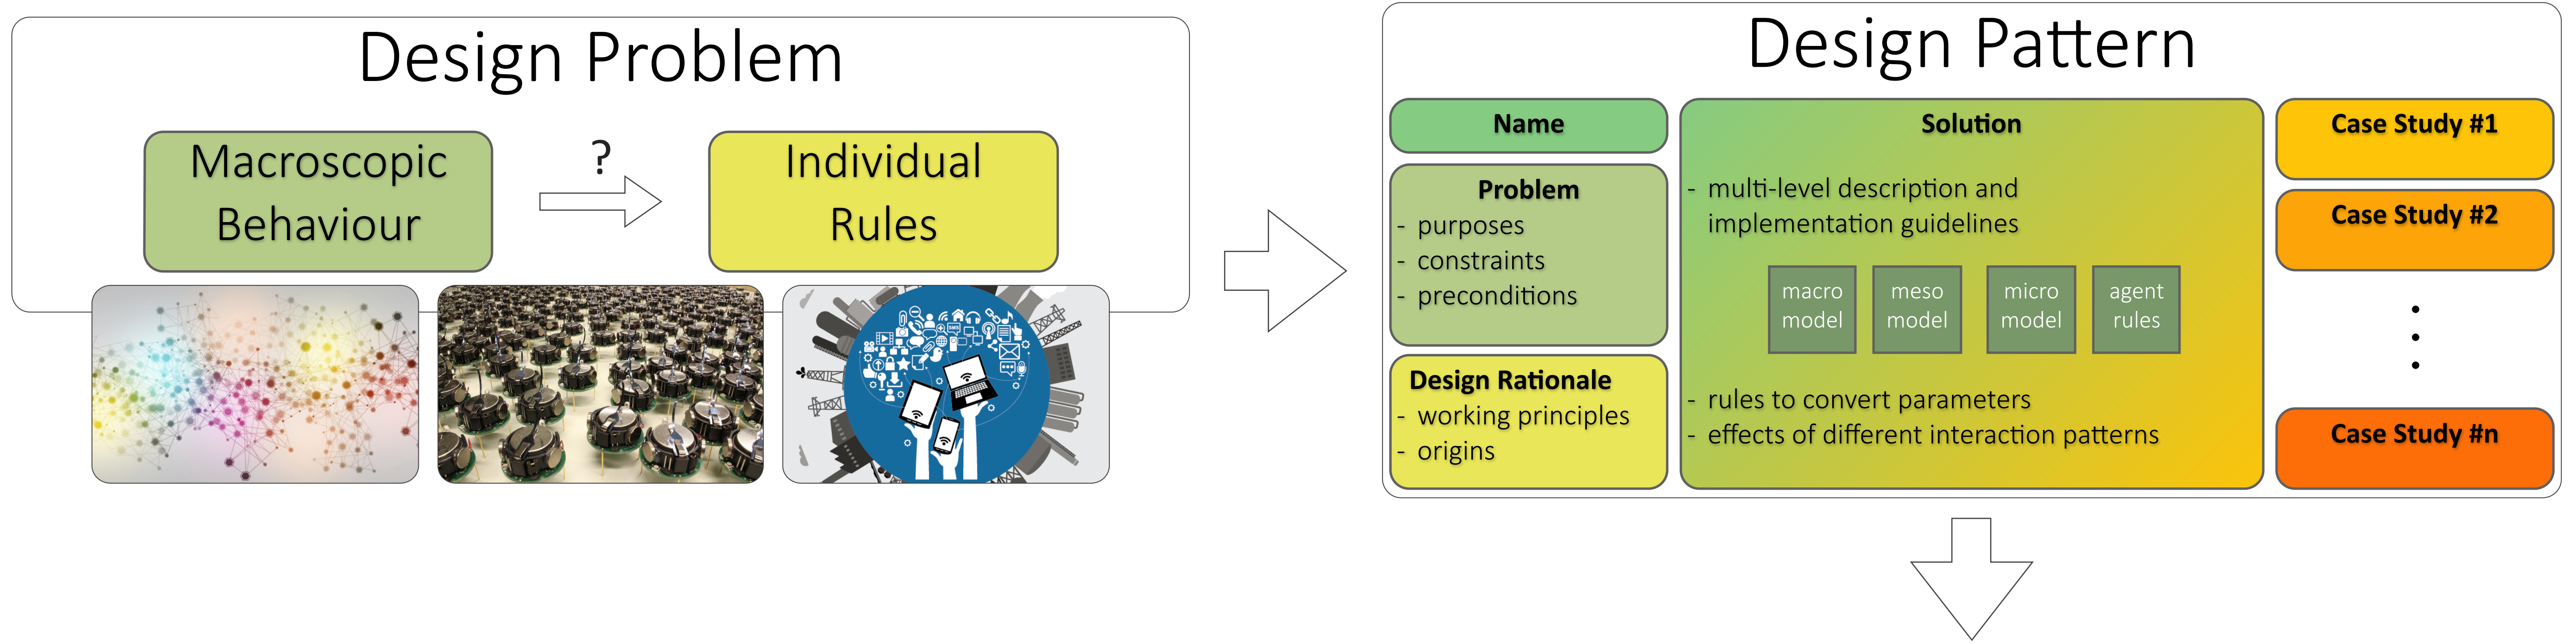 Design Problem
Macroscopic
Behaviour
?
Individual
Rules
Design Pattern
Name
Problem
- purposes
- constraints
- preconditions
Design Rationale
- working principles
- origins
Solution
- multi-level description and
implementation guidelines
macro
model
meso
model
micro
model
agent
rules
- rules to convert parameters
- effects of different interaction patterns
Case Study #1
Case Study #2
Case Study #n